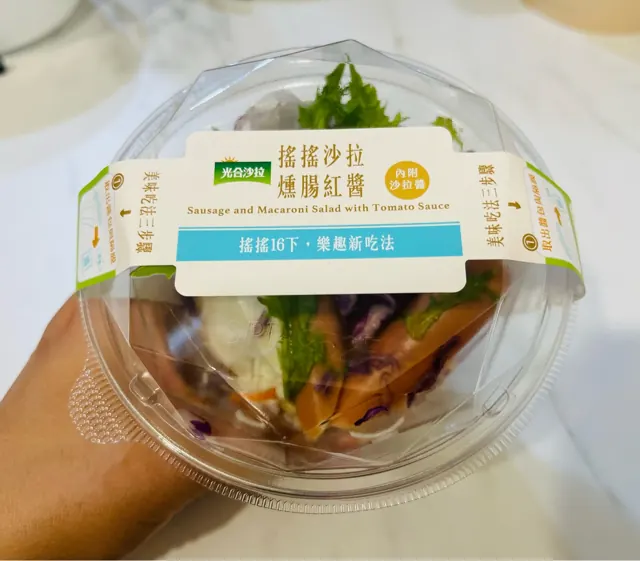 光合沙拉
搖搖沙拉
燻腸紅醬
內附
沙拉醬
Sausage and Macaroni Salad with Tomato Sauce
搖搖16下，樂趣新吃法
美味吃法三步驟
①
美味吃法三步驟
①